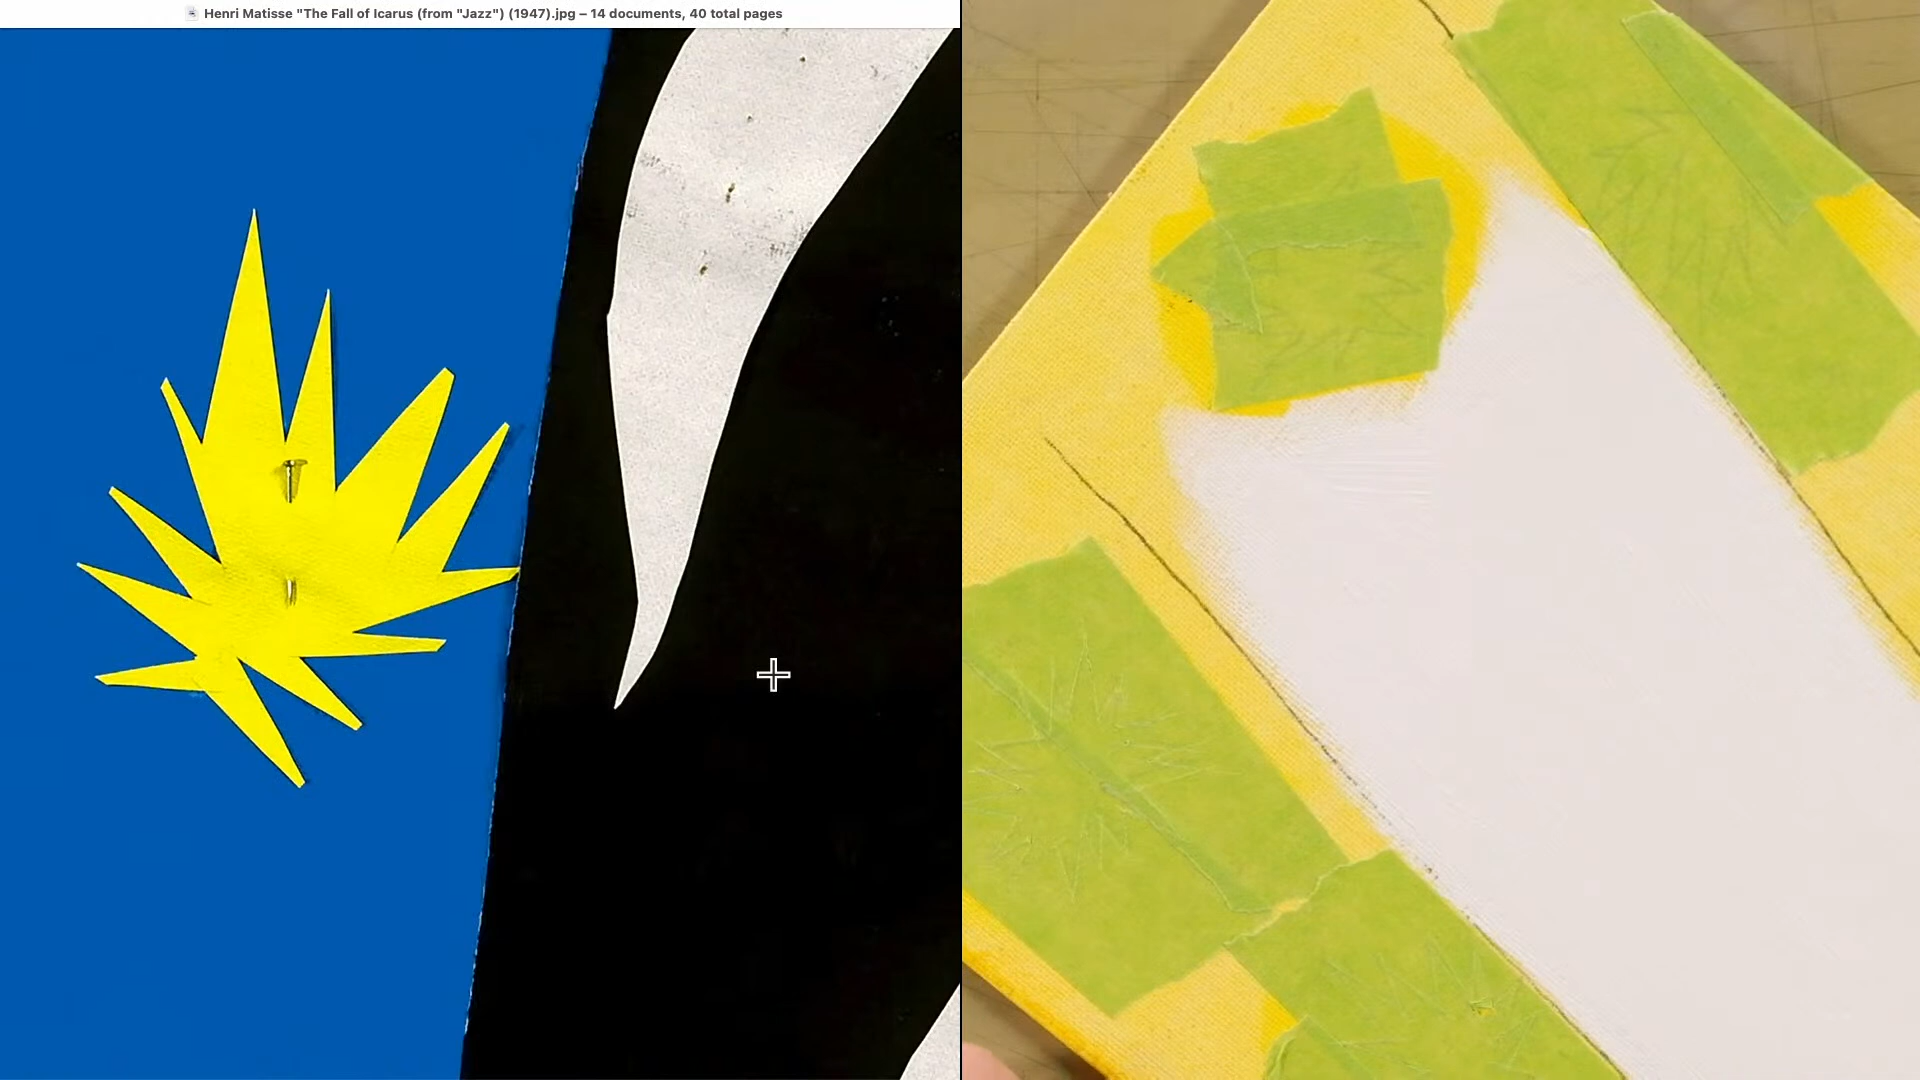 Henri Matisse "The Fall of Icarus (from "Jazz") (1947).jpg – 14 documents, 40 total pages